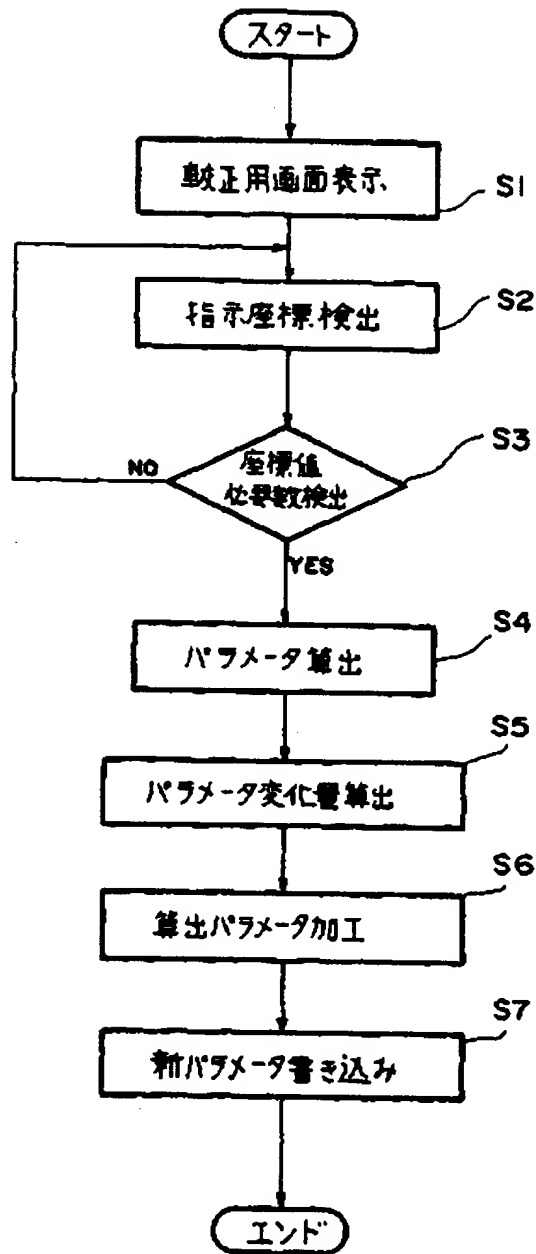 スタート
較正用画面表示
S1
指示座標検出
S2
座標値
必要数検出
S3
NO
YES
パラメータ算出
S4
パラメータ変化量算出
S5
算出パラメータ加工
S6
新パラメータ書き込み
S7
エンド